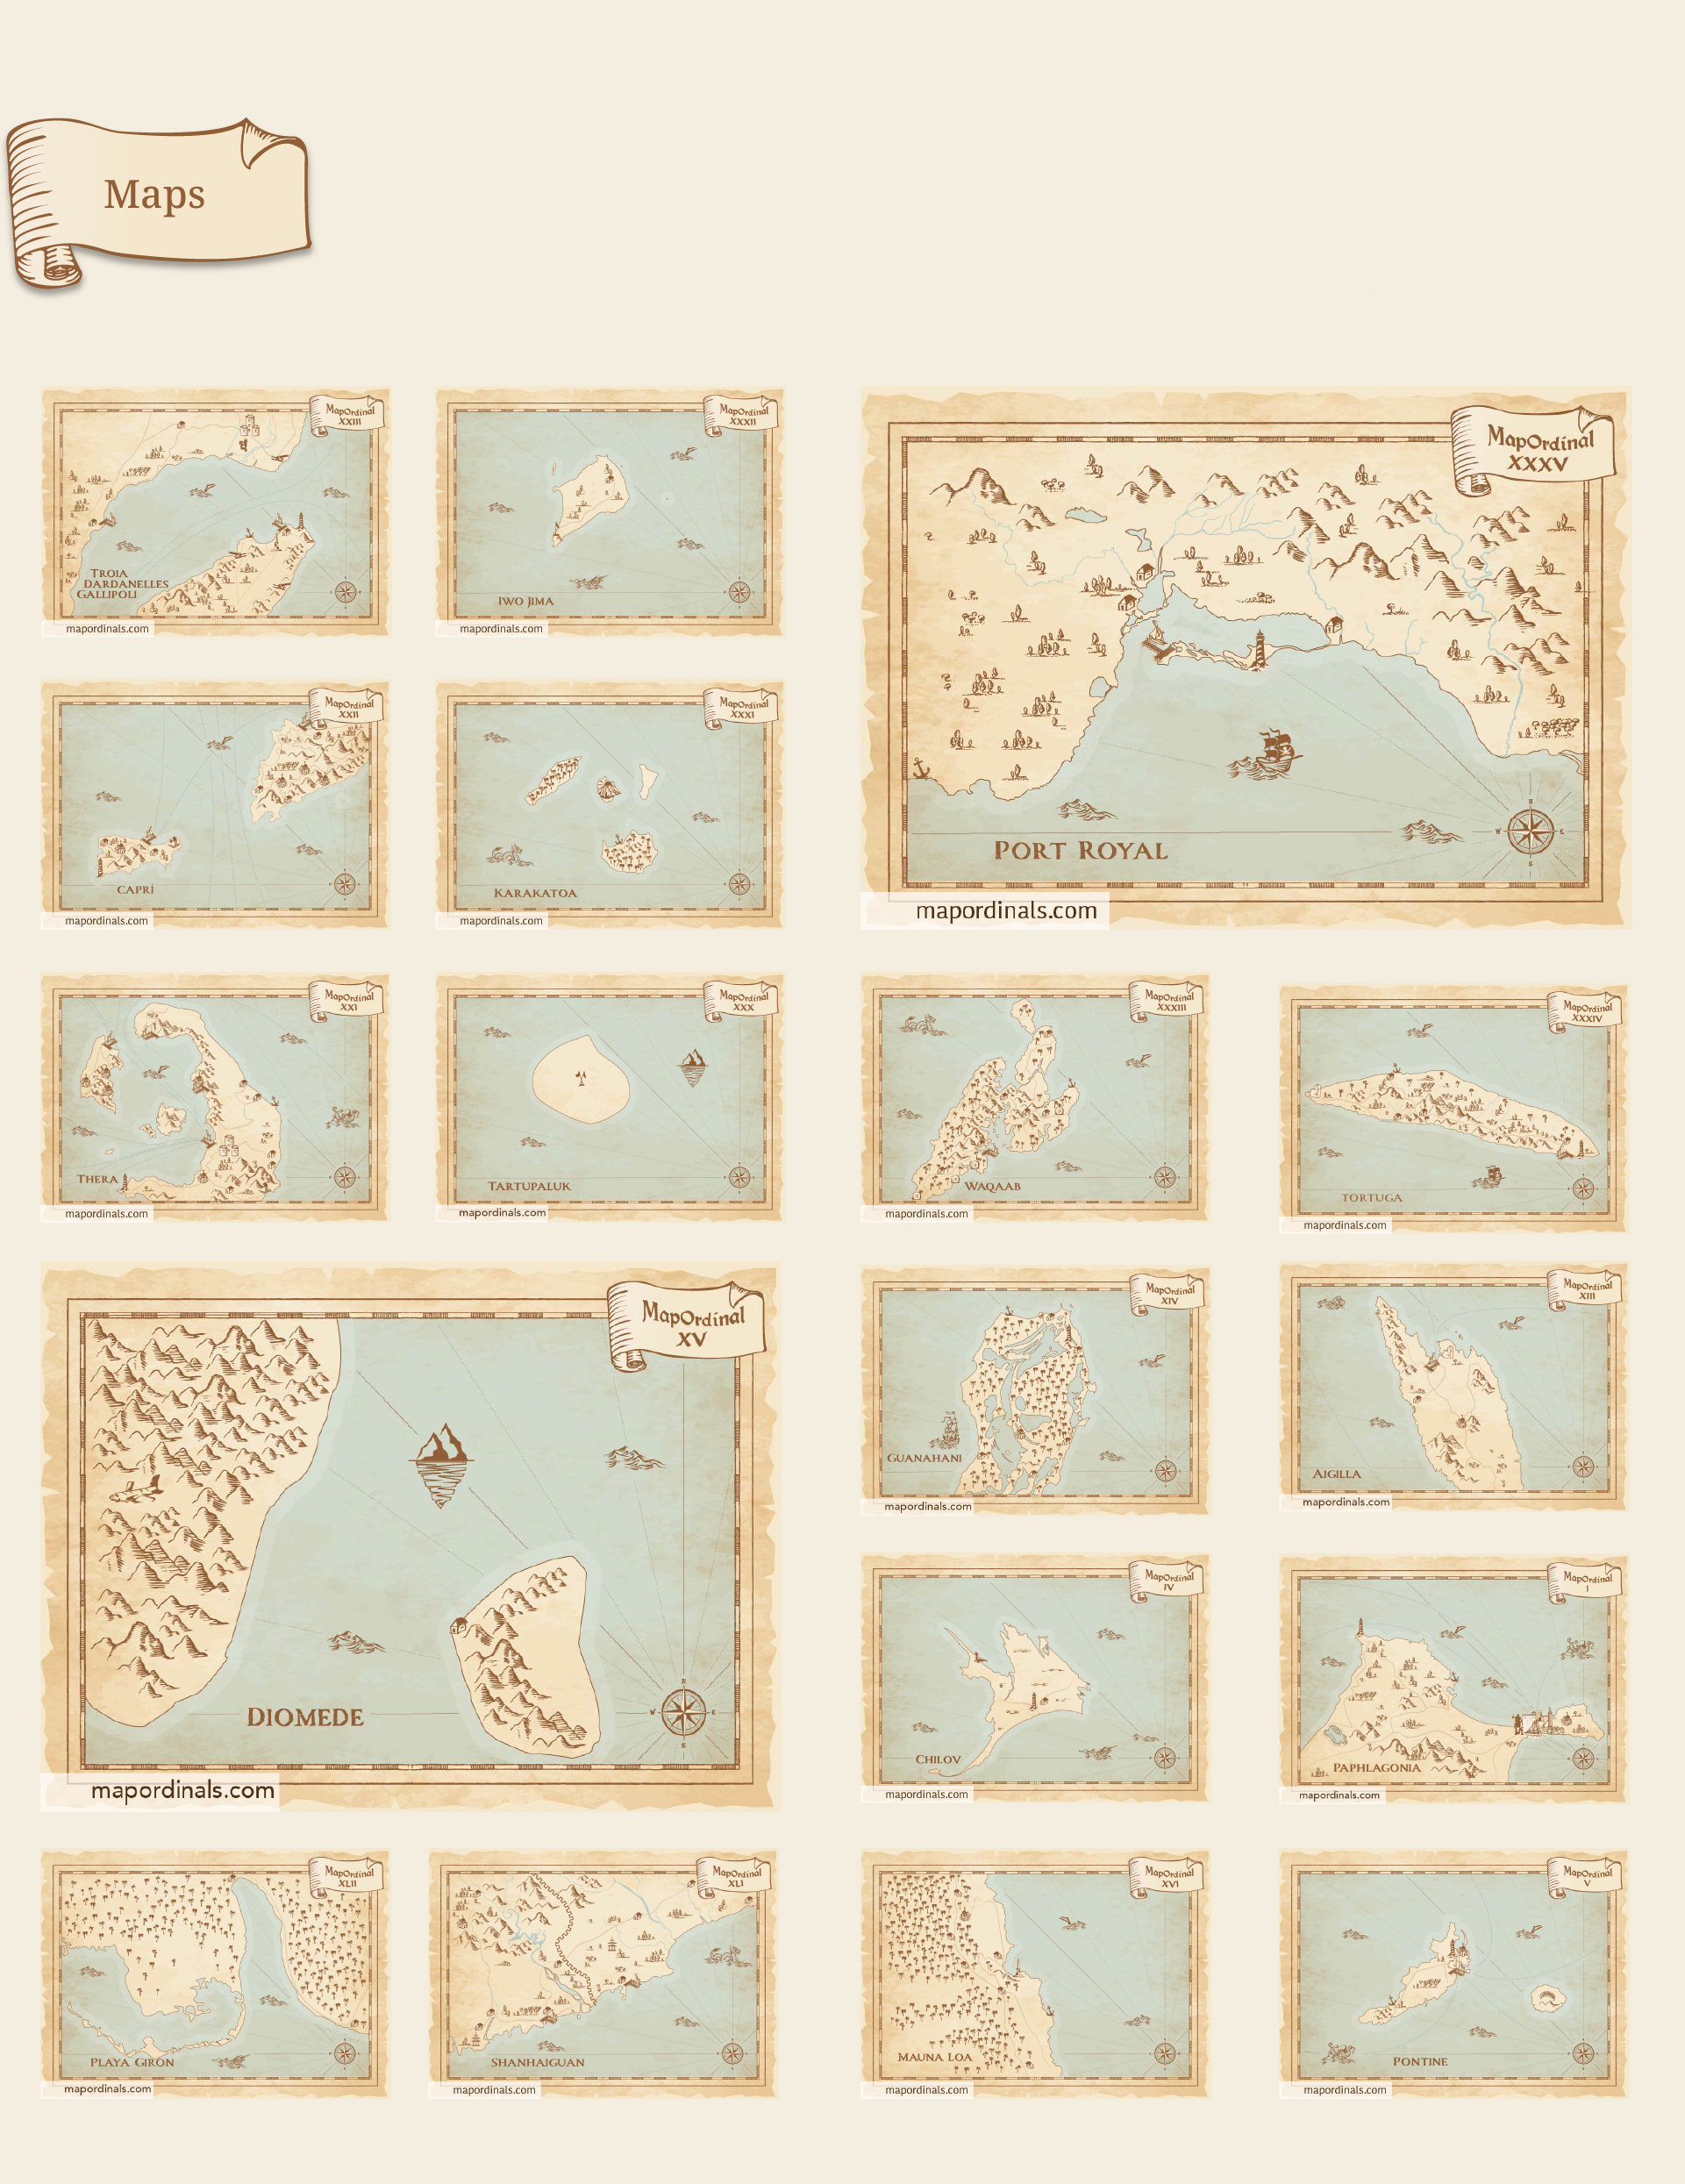 Maps
MapOrdinal
XXIII
TROIA
DARDANELLES
GALLIPOLI
mapordinals.com
MapOrdinal
XXXII
IWO JIMA
mapordinals.com
MapOrdinal
XXXV
PORT ROYAL
mapordinals.com
MapOrdinal
XXII
CAPRI
mapordinals.com
MapOrdinal
XXXI
KARAKATOA
mapordinals.com
MapOrdinal
XXI
THERA
mapordinals.com
MapOrdinal
XXX
TARTUPALUK
mapordinals.com
MapOrdinal
XXXIII
WAQAAB
mapordinals.com
MapOrdinal
XXXIV
TORTUGA
mapordinals.com
MapOrdinal
XV
DIOMEDE
mapordinals.com
MapOrdinal
XIV
GUANAHANI
mapordinals.com
MapOrdinal
XIII
AIGILLA
mapordinals.com
MapOrdinal
IV
CHILOV
mapordinals.com
MapOrdinal
I
PAPHLAGONIA
mapordinals.com
MapOrdinal
XLII
PLAYA GIRÓN
mapordinals.com
MapOrdinal
XLI
SHANHAIGUAN
mapordinals.com
MapOrdinal
XVI
MAUNA LOA
mapordinals.com
MapOrdinal
V
PONTINE
mapordinals.com